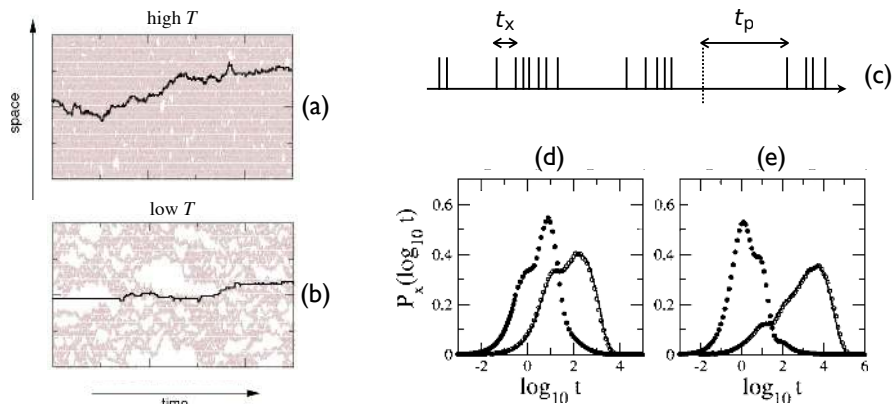 high T
(a)
space
low T
(b)
time
t_x
t_p
(c)
(d)
(e)
P_x(log_10 t)
0.6
0.4
0.2
0
-2 0 2 4
log_10 t
0.6
0.4
0.2
0
-2 0 2 4 6
log_10 t